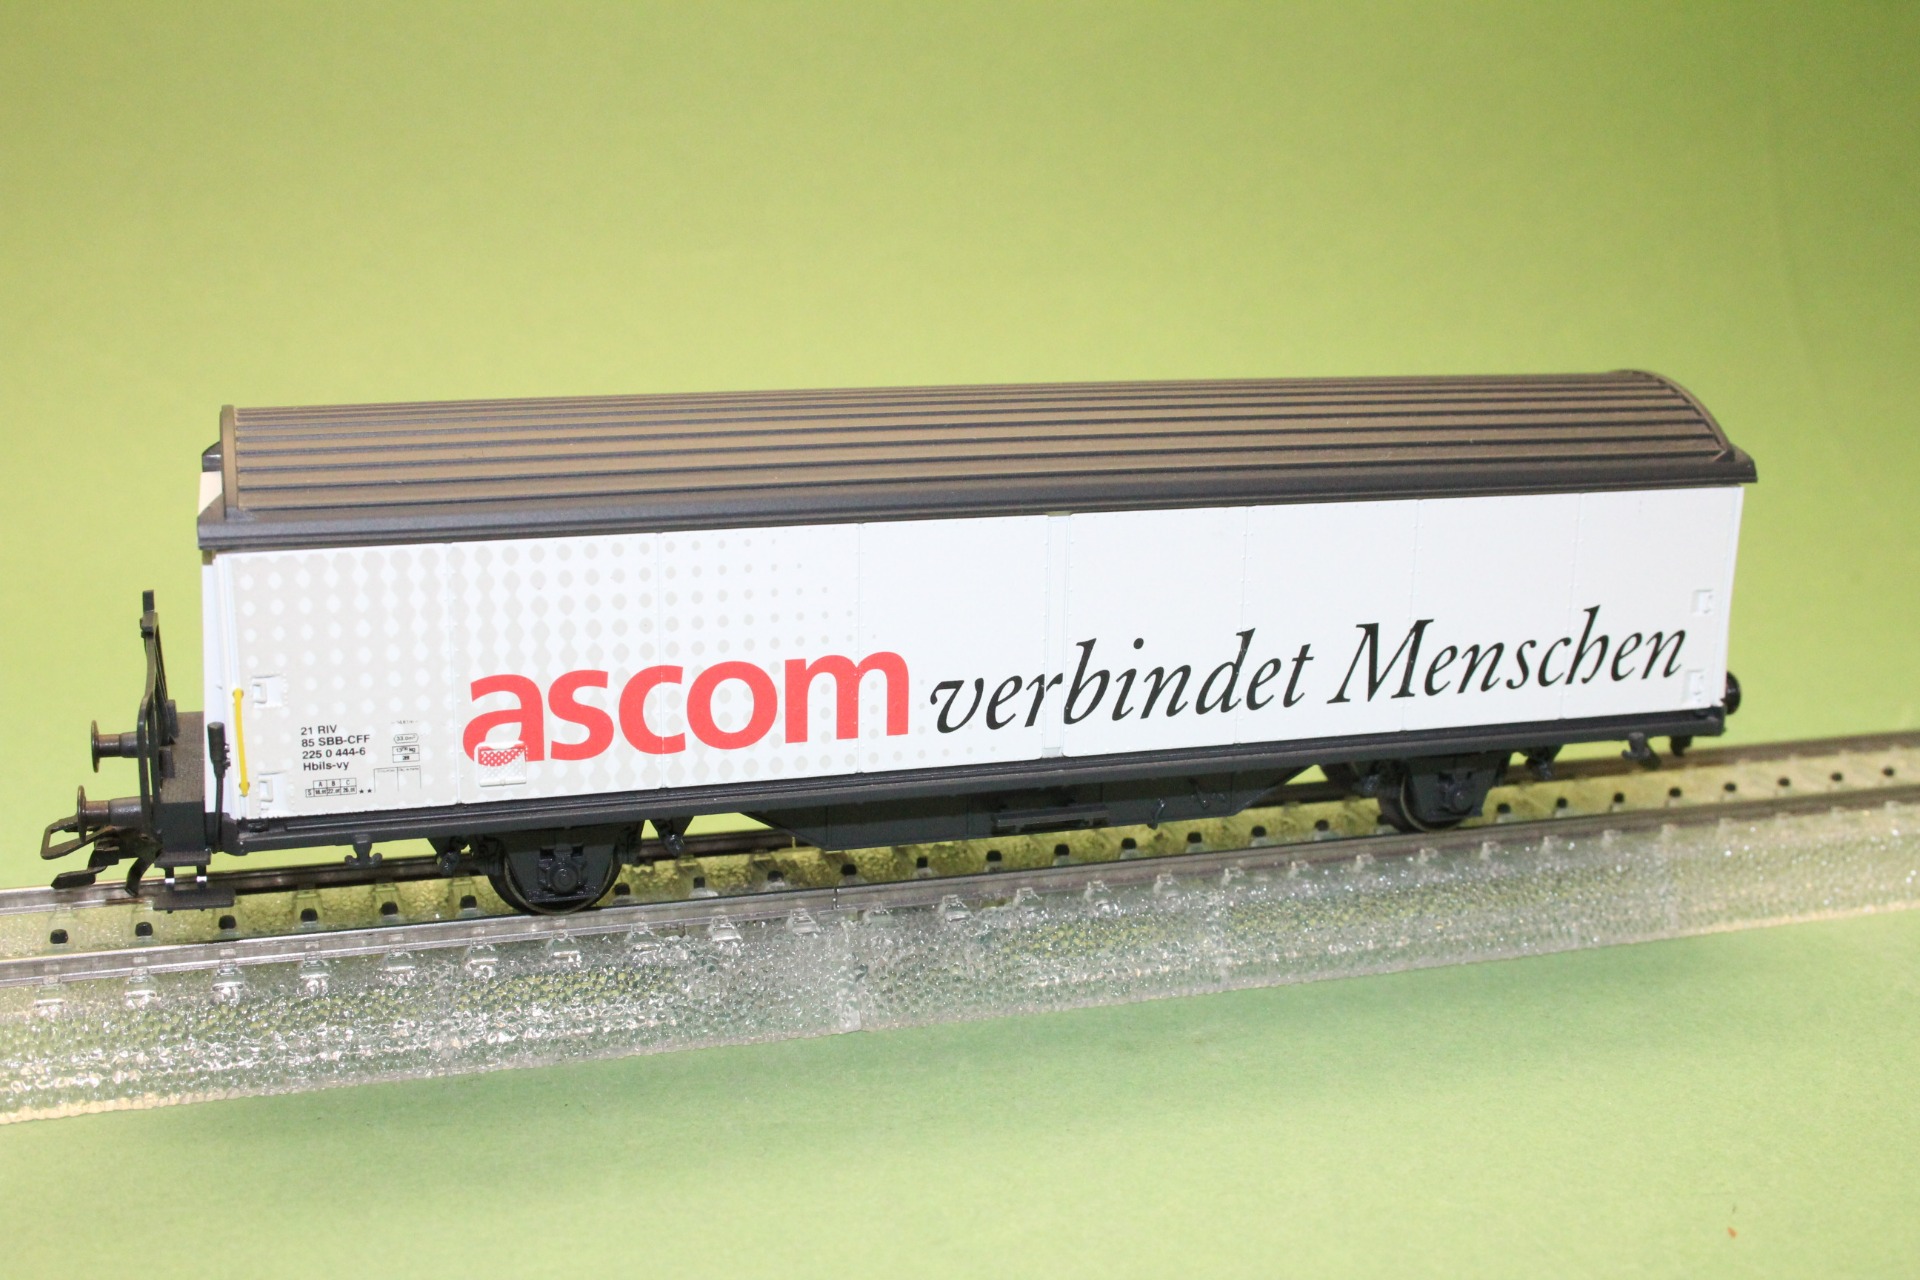 ascom verbindet Menschen
21 RIV
85 SBB-CFF
225 0 444-6
Hbils-vy
A B C
S